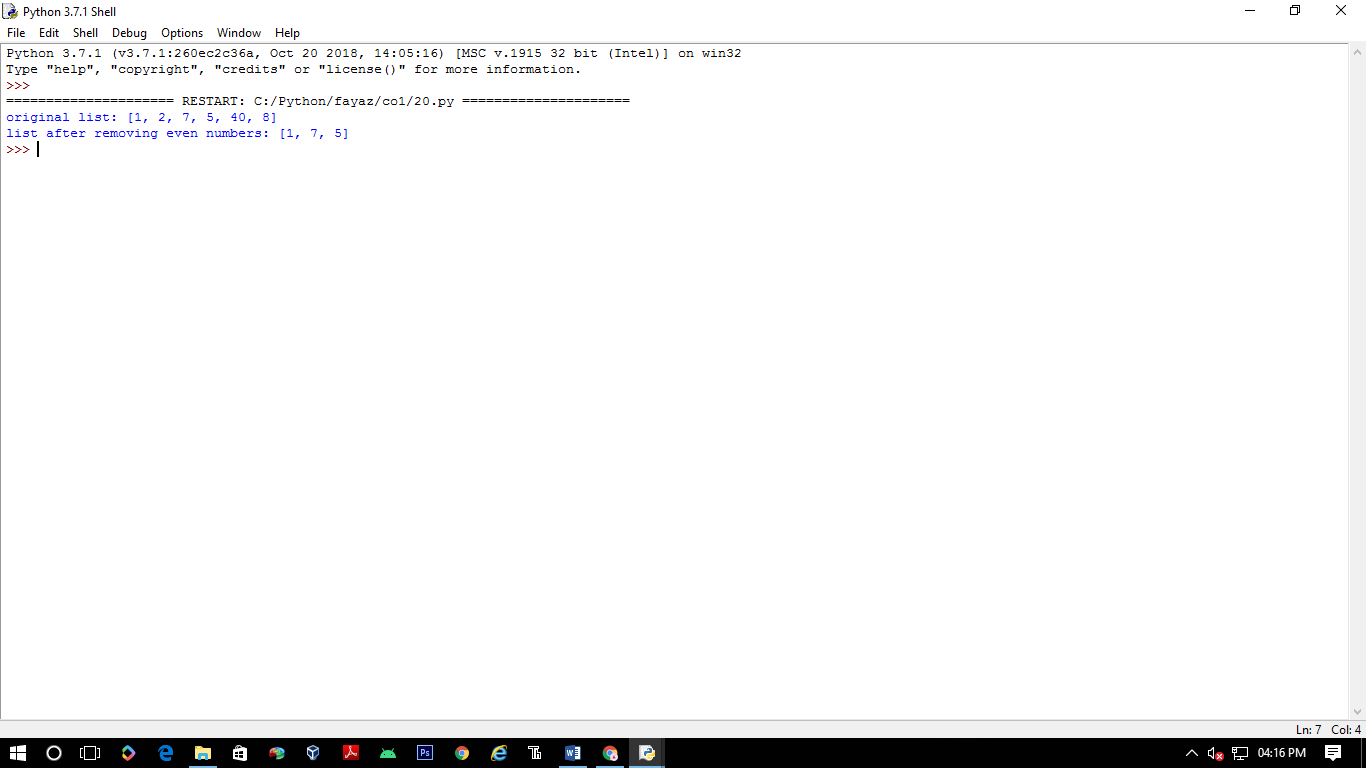 Python 3.7.1 Shell
File Edit Shell Debug Options Window Help
Python 3.7.1 (v3.7.1:260ec2c36a, Oct 20 2018, 14:05:16) [MSC v.1915 32 bit (Intel)] on win32
Type "help", "copyright", "credits" or "license()" for more information.
>>>
===================== RESTART: C:/Python/fayaz/co1/20.py =====================
original list: [1, 2, 7, 5, 40, 8]
list after removing even numbers: [1, 7, 5]
>>>
Ln: 7 Col: 4
04:16 PM